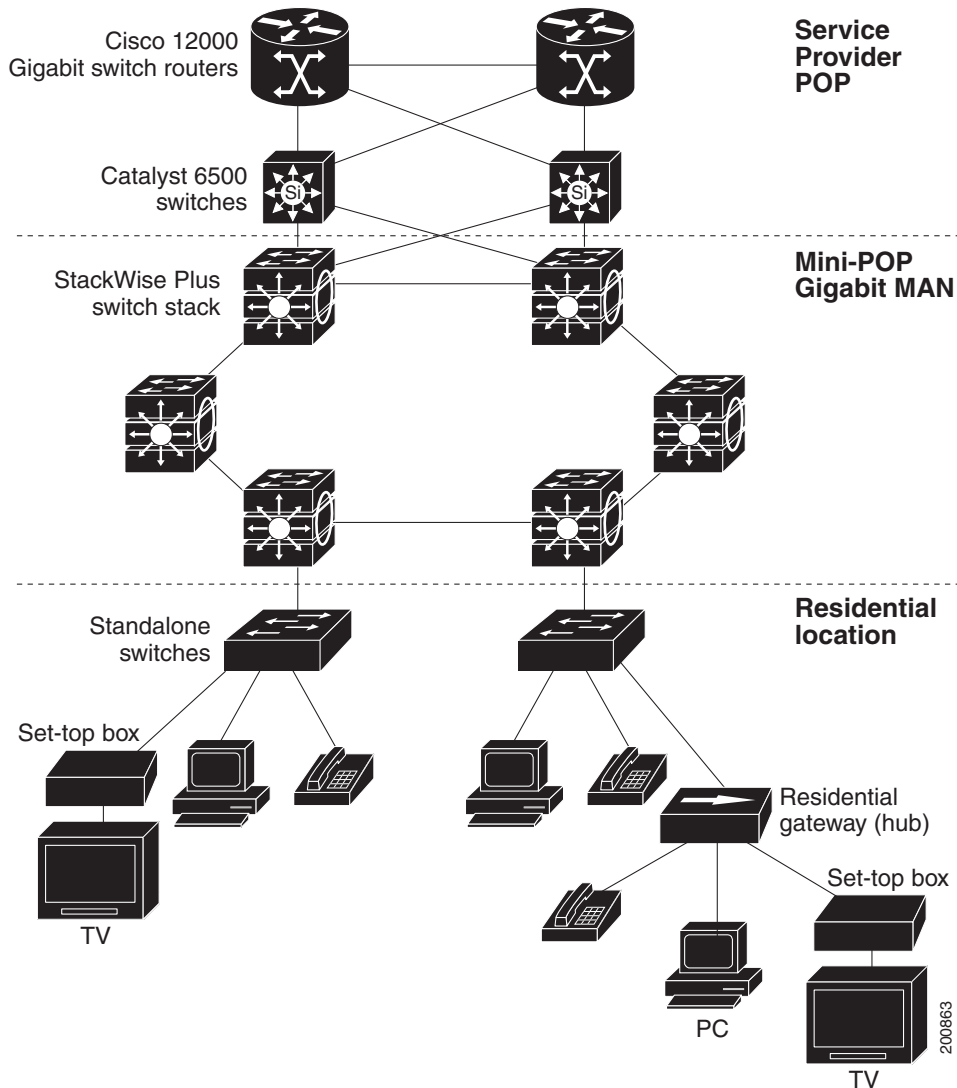 Cisco 12000
Gigabit switch routers
Service
Provider
POP
Catalyst 6500
switches
Si
Si
StackWise Plus
switch stack
Mini-POP
Gigabit MAN
Standalone
switches
Residential
location
Set-top box
Residential
gateway (hub)
TV
Set-top box
PC
TV
200863